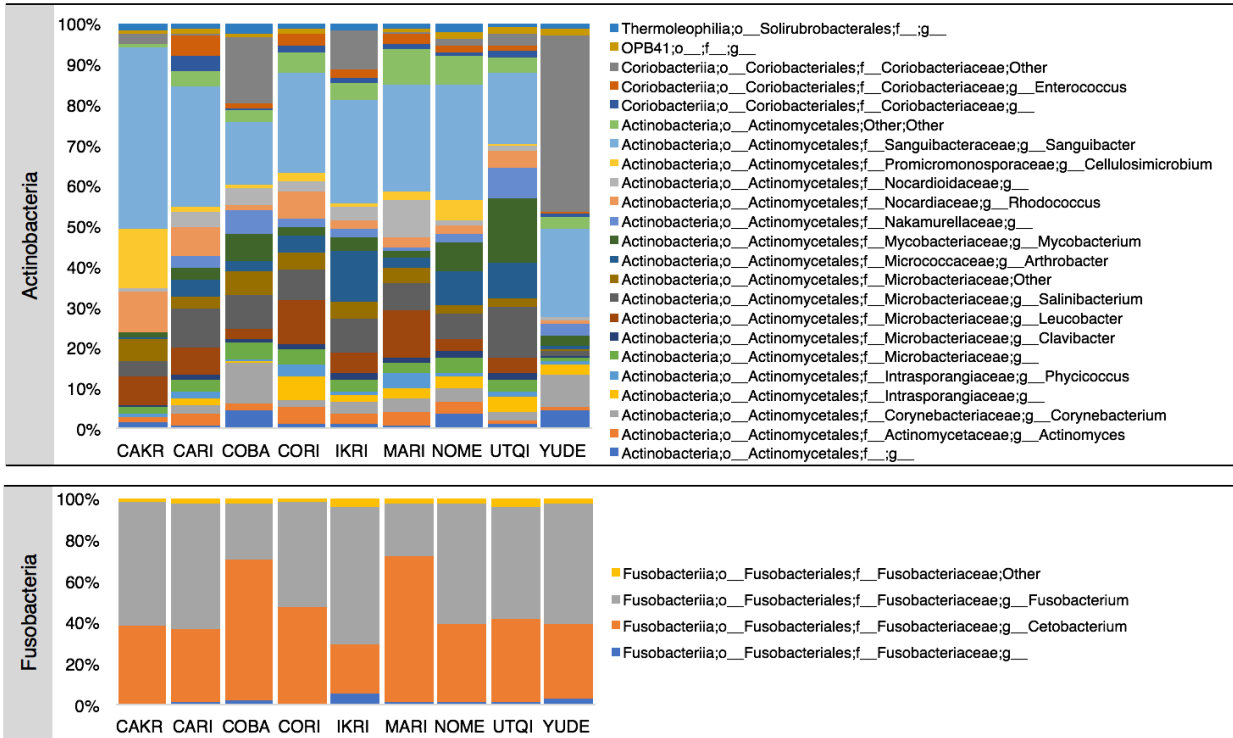 Actinobacteria
100%
90%
80%
70%
60%
50%
40%
30%
20%
10%
0%
CAKR CARI COBA CORI IKRI MARI NOME UTQI YUDE
Thermoleophilia;o__Solirubrobacterales;f__;g__
OPB41;o__;f__;g__
Coriobacteriia;o__Coriobacteriales;f__Coriobacteriaceae;Other
Coriobacteriia;o__Coriobacteriales;f__Coriobacteriaceae;g__Enterococcus
Coriobacteriia;o__Coriobacteriales;f__Coriobacteriaceae;g__
Actinobacteria;o__Actinomycetales;Other;Other
Actinobacteria;o__Actinomycetales;f__Sanguibacteraceae;g__Sanguibacter
Actinobacteria;o__Actinomycetales;f__Promicromonosporaceae;g__Cellulosimicrobium
Actinobacteria;o__Actinomycetales;f__Nocardioidaceae;g__
Actinobacteria;o__Actinomycetales;f__Nocardiaceae;g__Rhodococcus
Actinobacteria;o__Actinomycetales;f__Nakamurellaceae;g__
Actinobacteria;o__Actinomycetales;f__Mycobacteriaceae;g__Mycobacterium
Actinobacteria;o__Actinomycetales;f__Micrococcaceae;g__Arthrobacter
Actinobacteria;o__Actinomycetales;f__Microbacteriaceae;Other
Actinobacteria;o__Actinomycetales;f__Microbacteriaceae;g__Salinibacterium
Actinobacteria;o__Actinomycetales;f__Microbacteriaceae;g__Leucobacter
Actinobacteria;o__Actinomycetales;f__Microbacteriaceae;g__Clavibacter
Actinobacteria;o__Actinomycetales;f__Microbacteriaceae;g__
Actinobacteria;o__Actinomycetales;f__Intrasporangiaceae;g__Phycicoccus
Actinobacteria;o__Actinomycetales;f__Intrasporangiaceae;g__
Actinobacteria;o__Actinomycetales;f__Corynebacteriaceae;g__Corynebacterium
Actinobacteria;o__Actinomycetales;f__Actinomycetaceae;g__Actinomyces
Actinobacteria;o__Actinomycetales;f__;g__
Fusobacteria
100%
80%
60%
40%
20%
0%
CAKR CARI COBA CORI IKRI MARI NOME UTQI YUDE
Fusobacteriia;o__Fusobacteriales;f__Fusobacteriaceae;Other
Fusobacteriia;o__Fusobacteriales;f__Fusobacteriaceae;g__Fusobacterium
Fusobacteriia;o__Fusobacteriales;f__Fusobacteriaceae;g__Cetobacterium
Fusobacteriia;o__Fusobacteriales;f__Fusobacteriaceae;g__